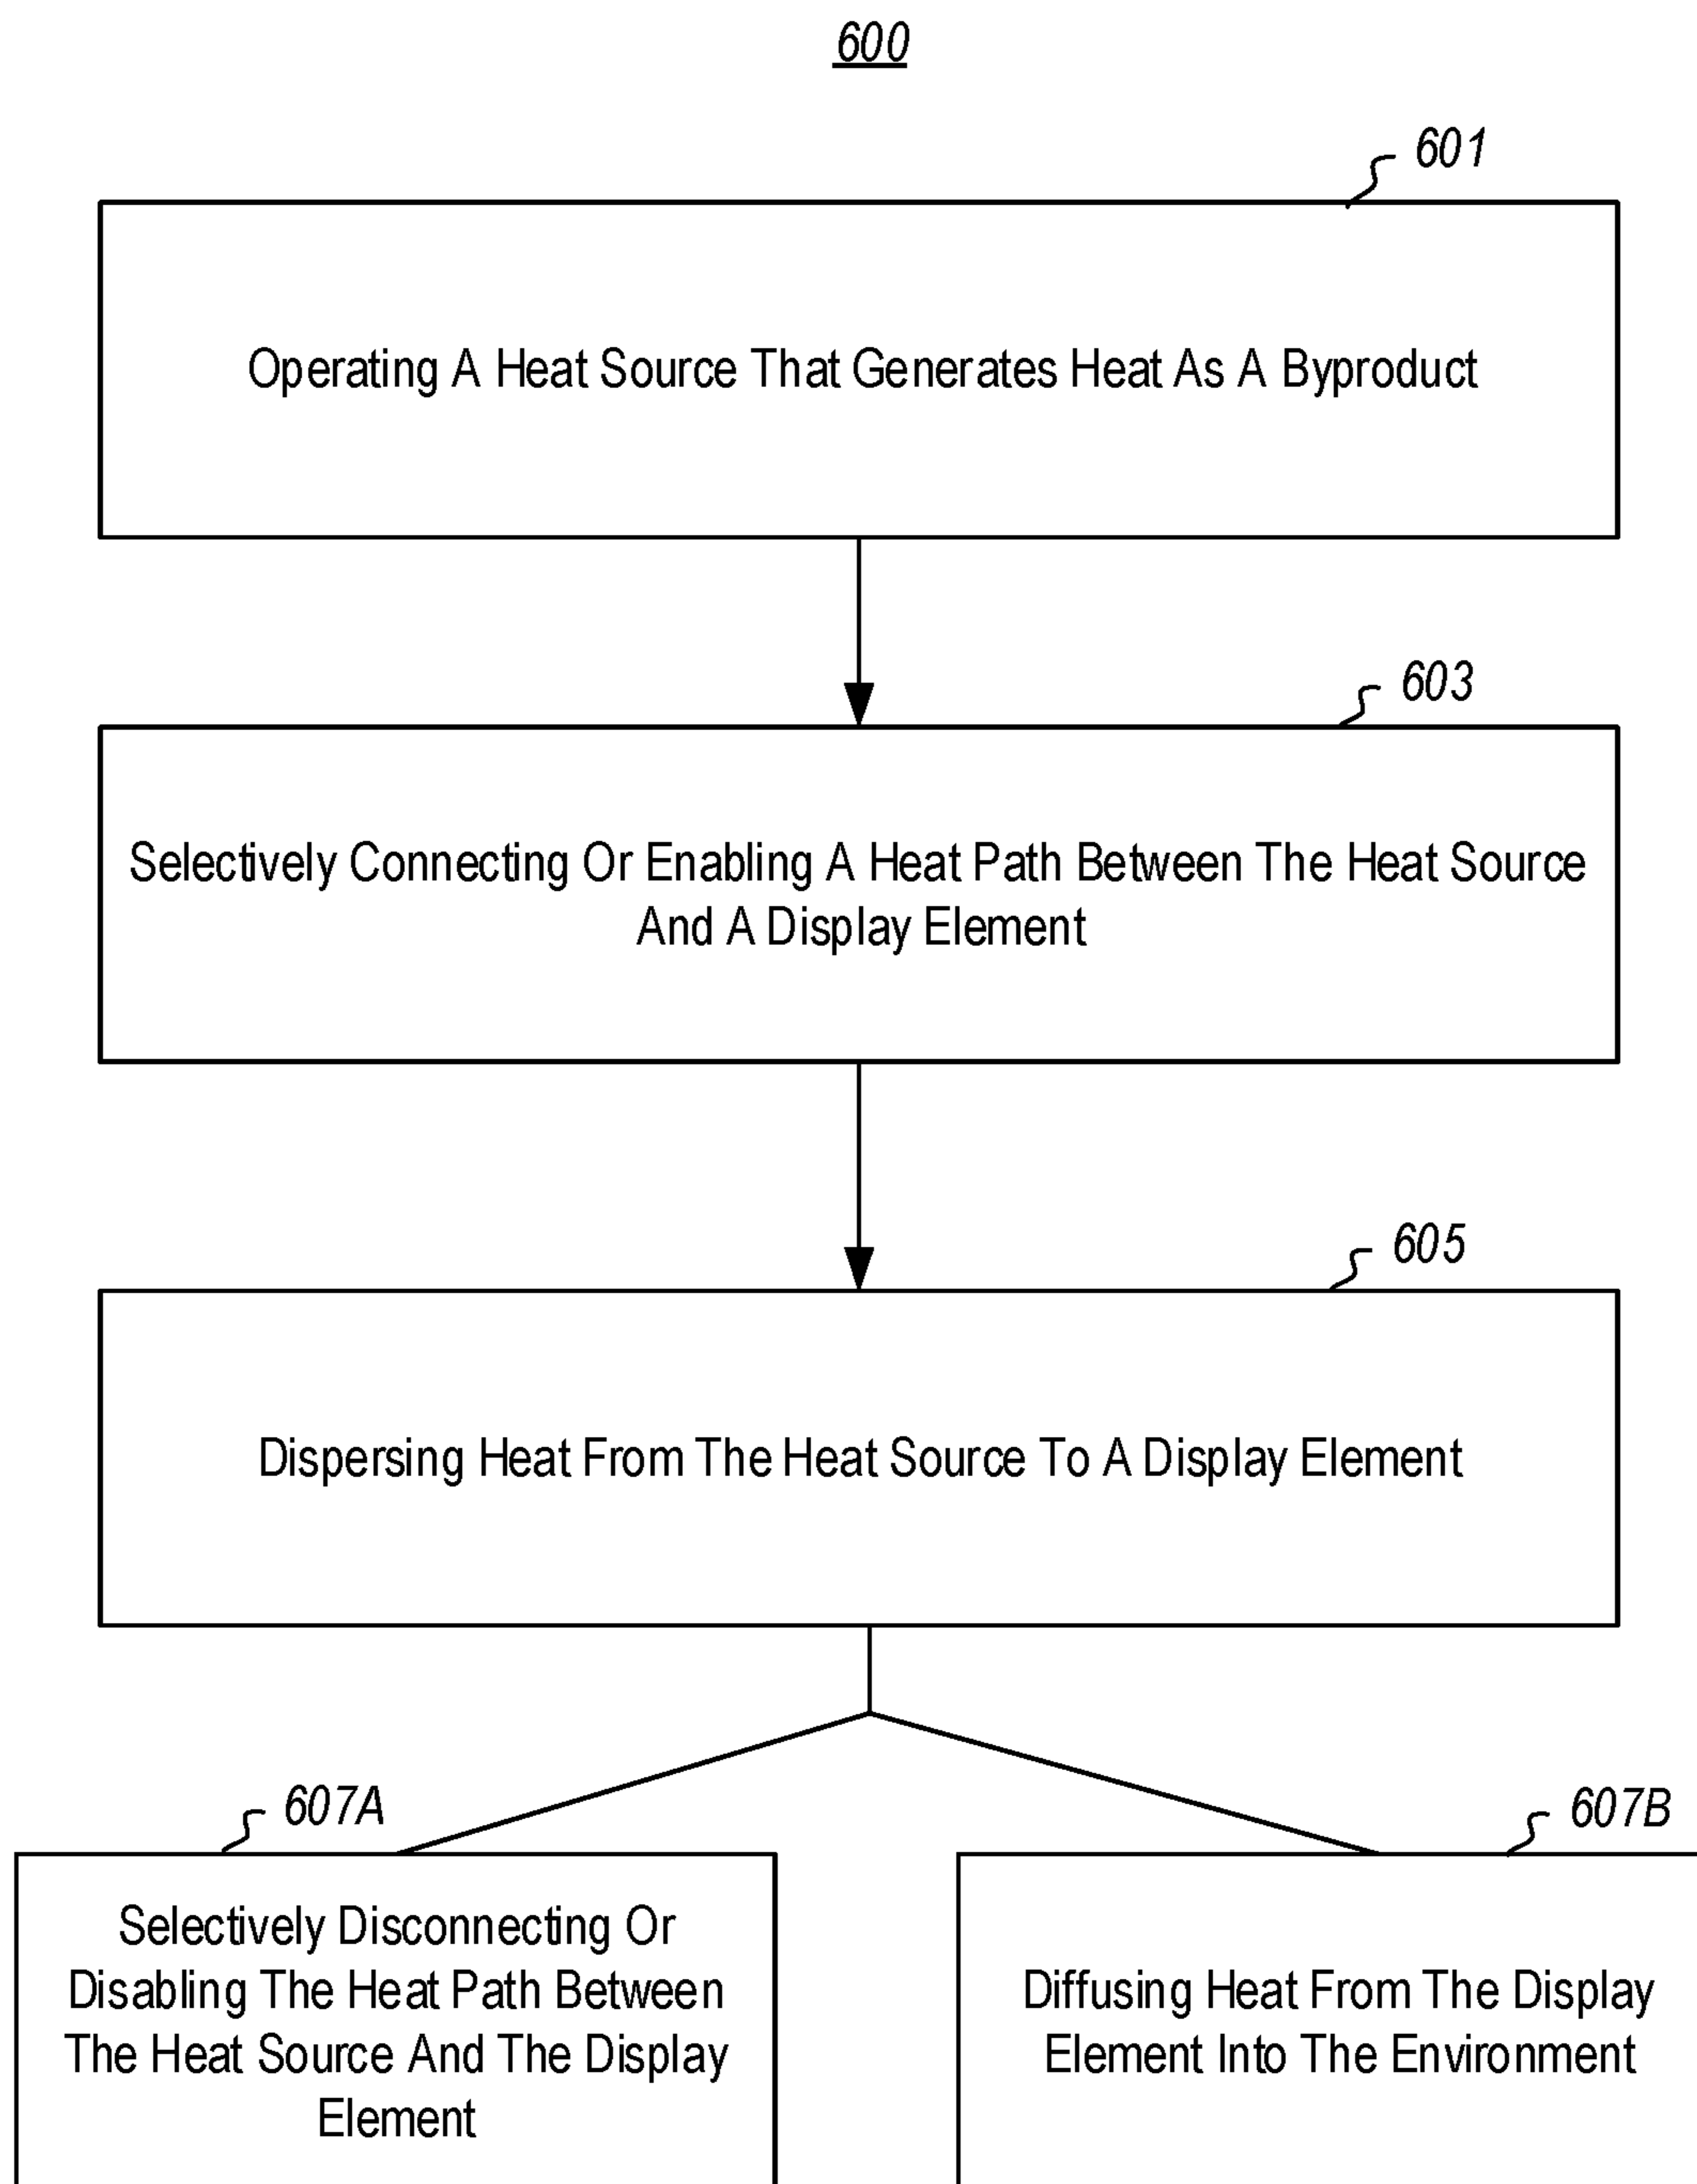 600
601
Operating A Heat Source That Generates Heat As A Byproduct
603
Selectively Connecting Or Enabling A Heat Path Between The Heat Source
And A Display Element
605
Dispersing Heat From The Heat Source To A Display Element
607A
Selectively Disconnecting Or
Disabling The Heat Path Between
The Heat Source And The Display
Element
607B
Diffusing Heat From The Display
Element Into The Environment